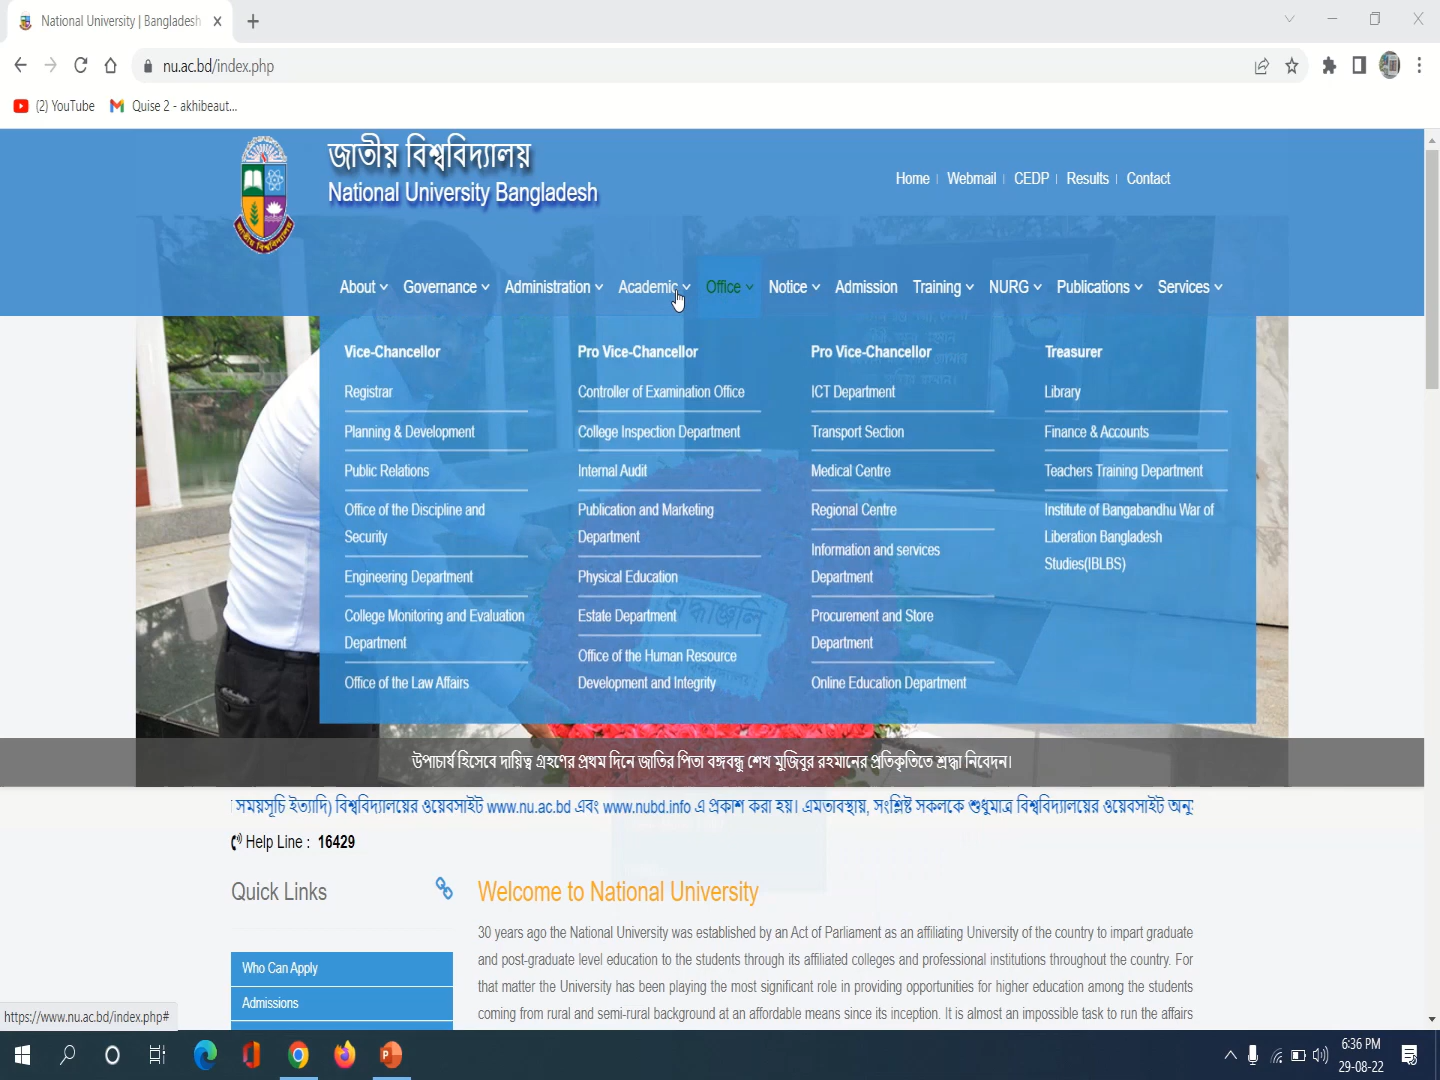 National University | Bangladesh
nu.ac.bd/index.php
(2) YouTube
Quise 2 - akhibeaut...
জাতীয় বিশ্ববিদ্যালয়
National University Bangladesh
Home
Webmail
CEDP
Results
Contact
About
Governance
Administration
Academic
Office
Notice
Admission
Training
NURG
Publications
Services
Vice-Chancellor
Registrar
Planning & Development
Public Relations
Office of the Discipline and
Security
Engineering Department
College Monitoring and Evaluation
Department
Office of the Law Affairs
Pro Vice-Chancellor
Controller of Examination Office
College Inspection Department
Internal Audit
Publication and Marketing
Department
Physical Education
Estate Department
Office of the Human Resource
Development and Integrity
Pro Vice-Chancellor
ICT Department
Transport Section
Medical Centre
Regional Centre
Information and services
Department
Procurement and Store
Department
Online Education Department
Treasurer
Library
Finance & Accounts
Teachers Training Department
Institute of Bangabandhu War of
Liberation Bangladesh
Studies(IBLBS)
শ্রদ্ধাঞ্জলি
উপাচার্য হিসেবে দায়িত্ব গ্রহণের প্রথম দিনে জাতির পিতা বঙ্গবন্ধু শেখ মুজিবুর রহমানের প্রতিকৃতিতে শ্রদ্ধা নিবেদন।
সময়সূচি ইত্যাদি) বিশ্ববিদ্যালয়ের ওয়েবসাইট www.nu.ac.bd এবং www.nubd.info এ প্রকাশ করা হয়। এমতাবস্থায়, সংশ্লিষ্ট সকলকে শুধুমাত্র বিশ্ববিদ্যালয়ের ওয়েবসাইট
Help Line : 16429
Quick Links
Who Can Apply
Admissions
Welcome to National University
30 years ago the National University was established by an Act of Parliament as an affiliating University of the country to impart graduate
and post-graduate level education to the students through its affiliated colleges and professional institutions throughout the country. For
that matter the University has been playing the most significant role in providing opportunities for higher education among the students
coming from rural and semi-rural background at an affordable means since its inception. It is almost an impossible task to run the affairs
https://www.nu.ac.bd/index.php#
6:36 PM
29-08-22